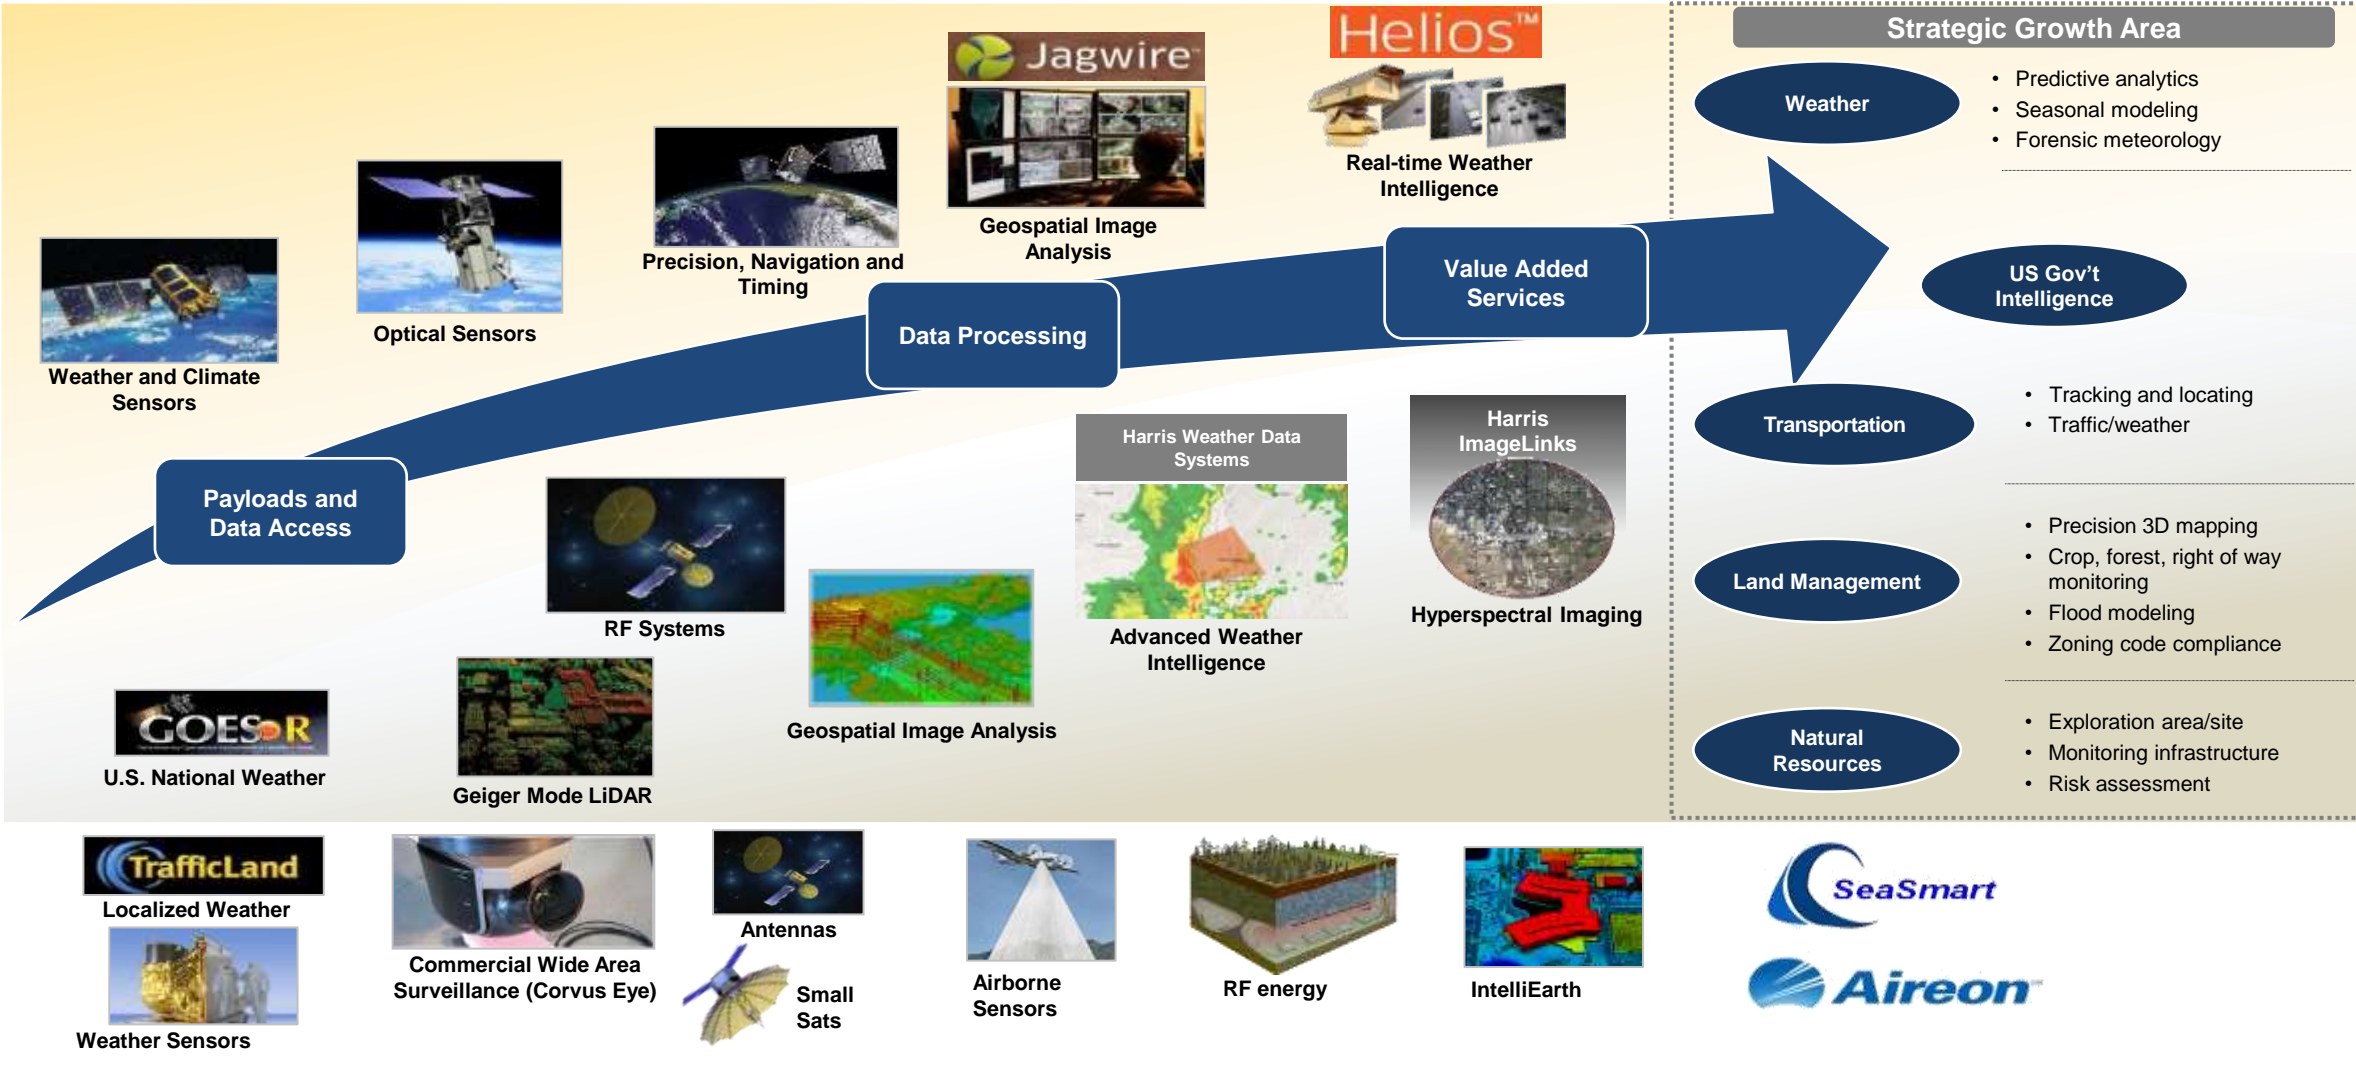 Helios™
Jagwire
Strategic Growth Area
Weather
• Predictive analytics
• Seasonal modeling
• Forensic meteorology
Real-time Weather
Intelligence
Geospatial Image
Analysis
Precision, Navigation and
Timing
Optical Sensors
Weather and Climate
Sensors
Payloads and
Data Access
Data Processing
Value Added
Services
US Gov't
Intelligence
Transportation
• Tracking and locating
• Traffic/weather
Land Management
• Precision 3D mapping
• Crop, forest, right of way
monitoring
• Flood modeling
• Zoning code compliance
Natural
Resources
• Exploration area/site
• Monitoring infrastructure
• Risk assessment
Harris Weather Data
Systems
Advanced Weather
Intelligence
Harris
ImageLinks
Hyperspectral Imaging
RF Systems
Geospatial Image Analysis
GOES R
U.S. National Weather
Geiger Mode LiDAR
TrafficLand
Localized Weather
Weather Sensors
Commercial Wide Area
Surveillance (Corvus Eye)
Antennas
Small
Sats
Airborne
Sensors
RF energy
IntelliEarth
SeaSmart
Aireon